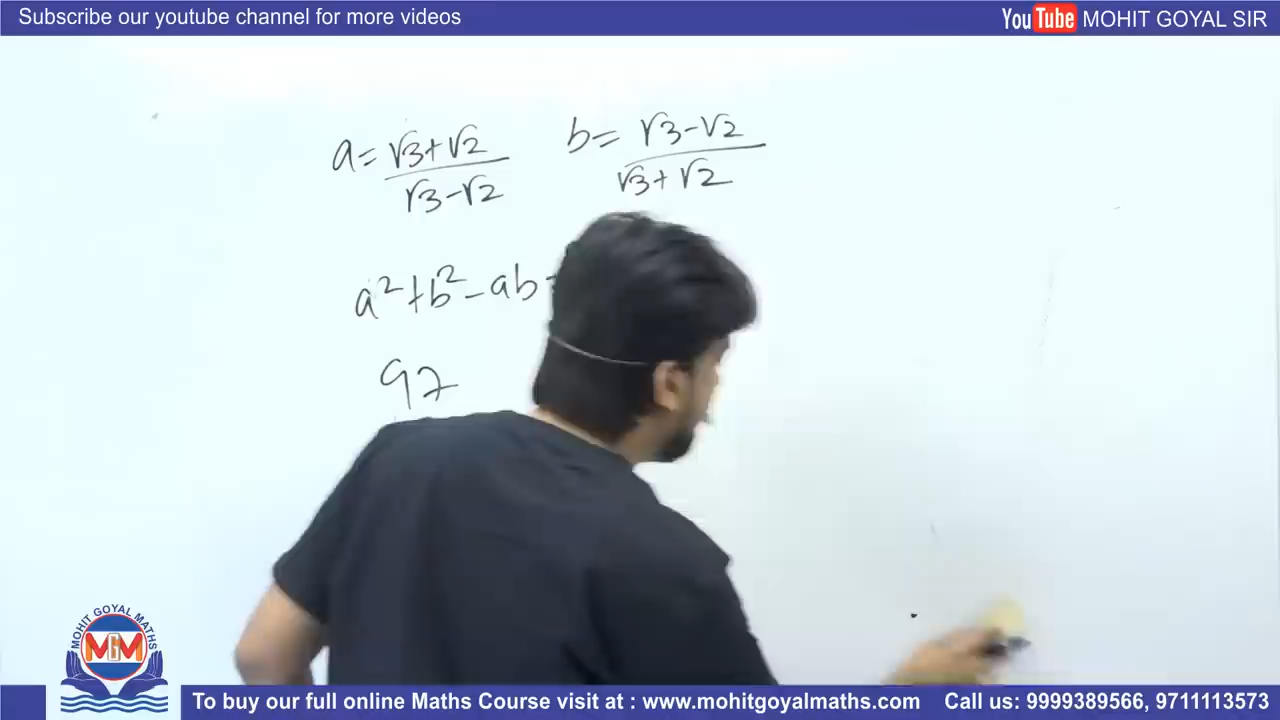 Subscribe our youtube channel for more videos
YouTube MOHIT GOYAL SIR
a = √3+√2 / √3-√2 b = √3-√2 / √3+√2
a² + b² - ab
97
MOHIT GOYAL MATHS
MGM
To buy our full online Maths Course visit at : www.mohitgoyalmaths.com Call us: 9999389566, 9711113573